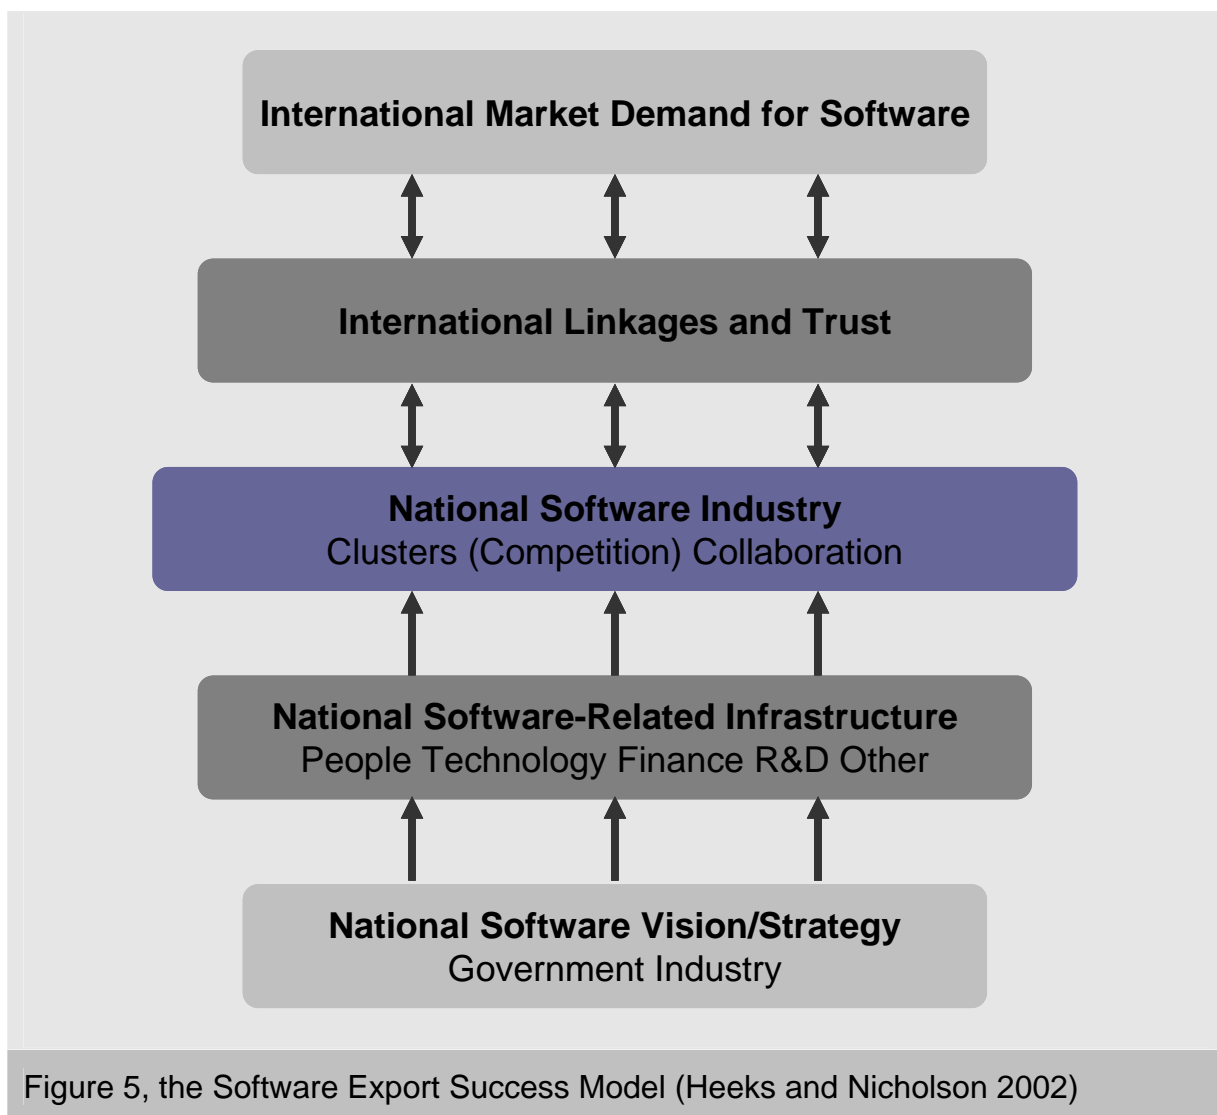 International Market Demand for Software
International Linkages and Trust
National Software Industry
Clusters (Competition) Collaboration
National Software-Related Infrastructure
People Technology Finance R&D Other
National Software Vision/Strategy
Government Industry
Figure 5, the Software Export Success Model (Heeks and Nicholson 2002)